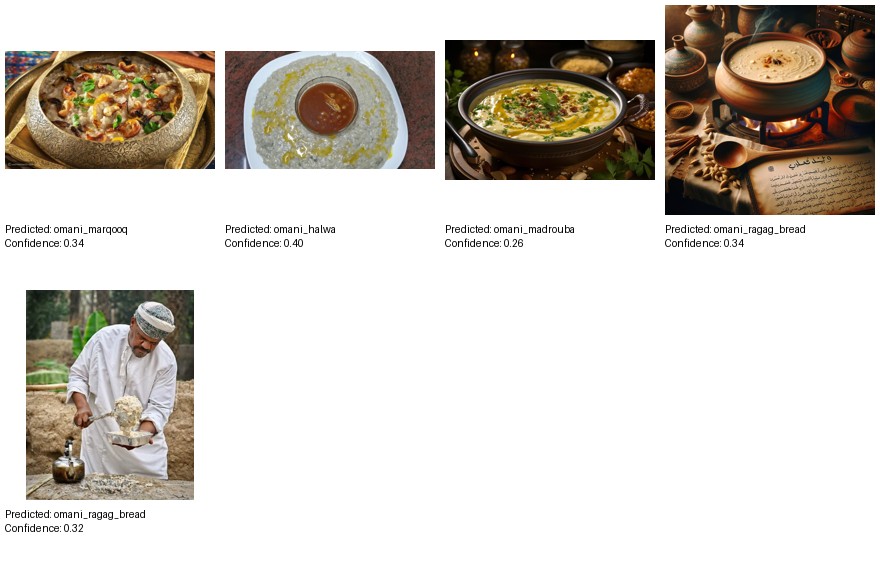 Predicted: omani_marqooq
Confidence: 0.34
Predicted: omani_halwa
Confidence: 0.40
Predicted: omani_madrouba
Confidence: 0.26
Predicted: omani_ragag_bread
Confidence: 0.34
Predicted: omani_ragag_bread
Confidence: 0.32